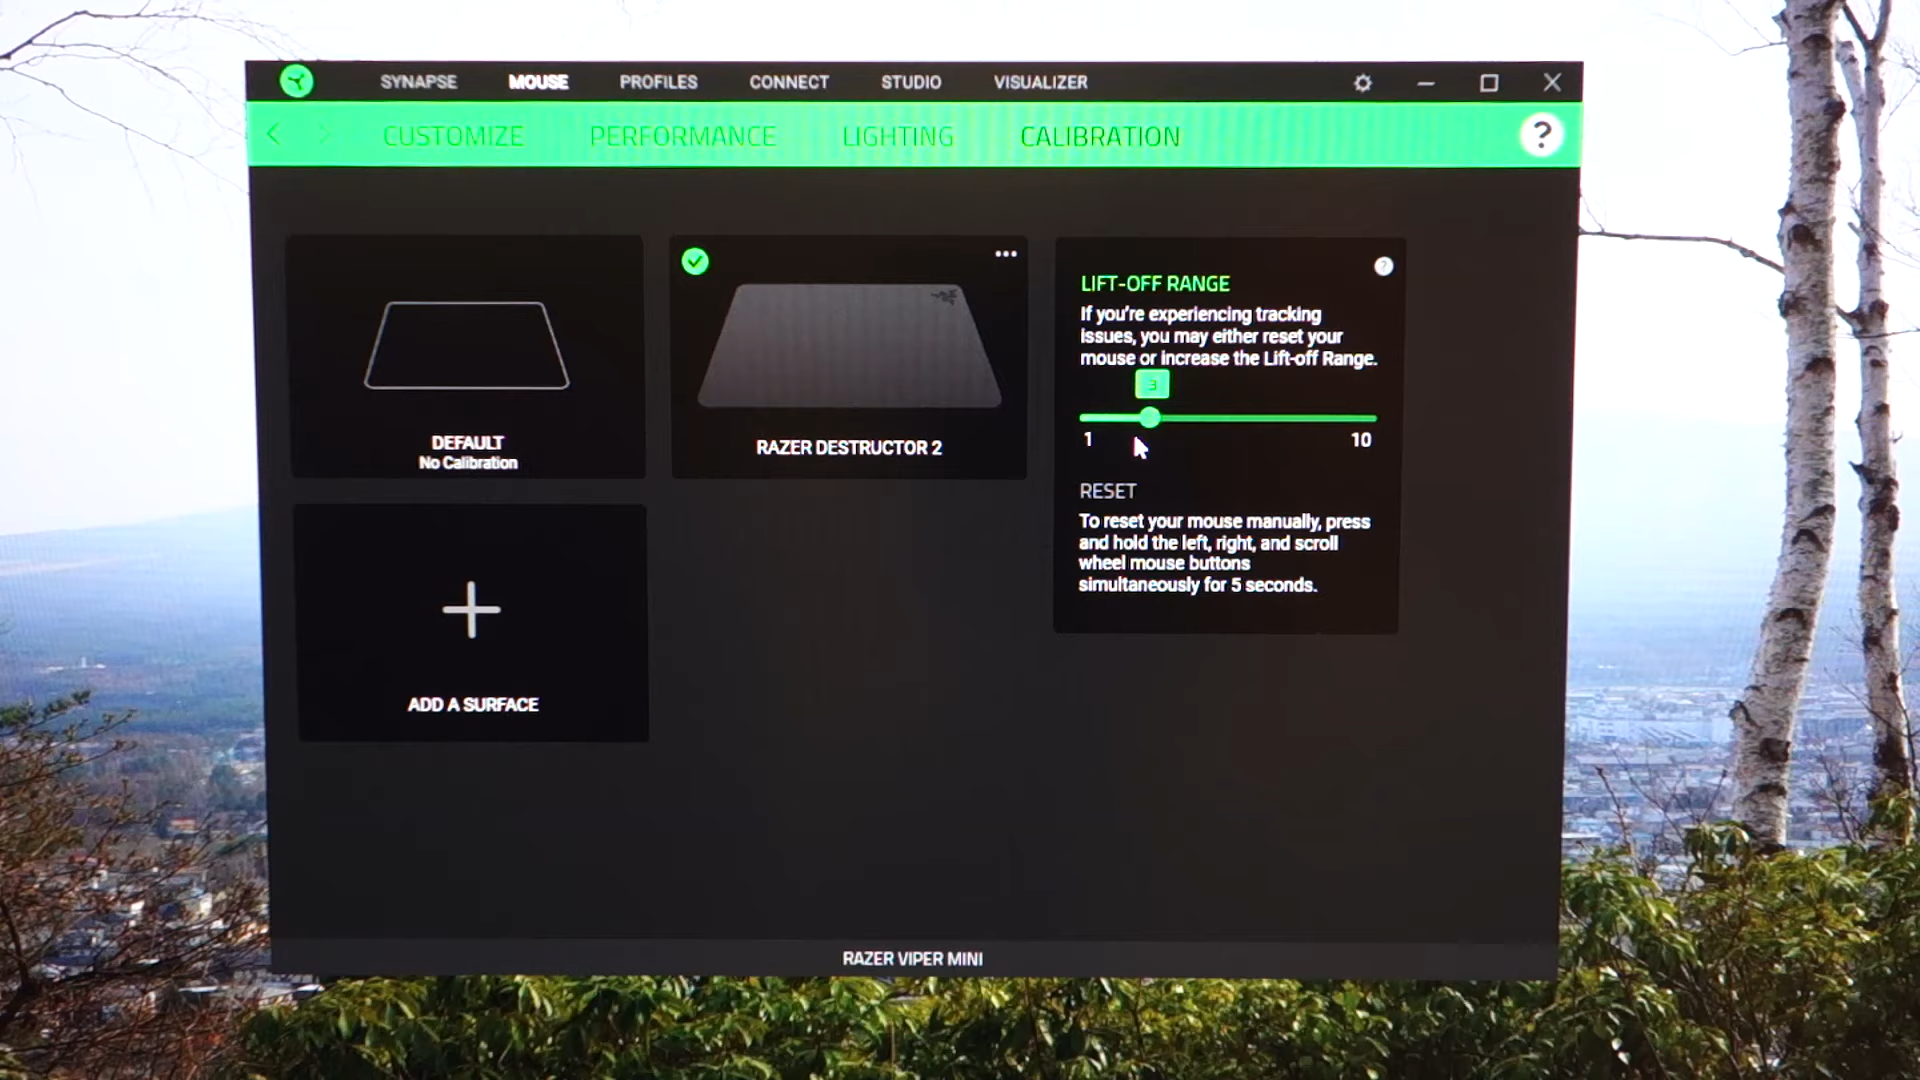 SYNAPSE MOUSE PROFILES CONNECT STUDIO VISUALIZER
CUSTOMIZE PERFORMANCE LIGHTING CALIBRATION
?
DEFAULT
No Calibration
RAZER DESTRUCTOR 2
ADD A SURFACE
?
LIFT-OFF RANGE
If you're experiencing tracking
issues, you may either reset your
mouse or increase the Lift-off Range.
3
1 10
RESET
To reset your mouse manually, press
and hold the left, right, and scroll
wheel mouse buttons
simultaneously for 5 seconds.
RAZER VIPER MINI